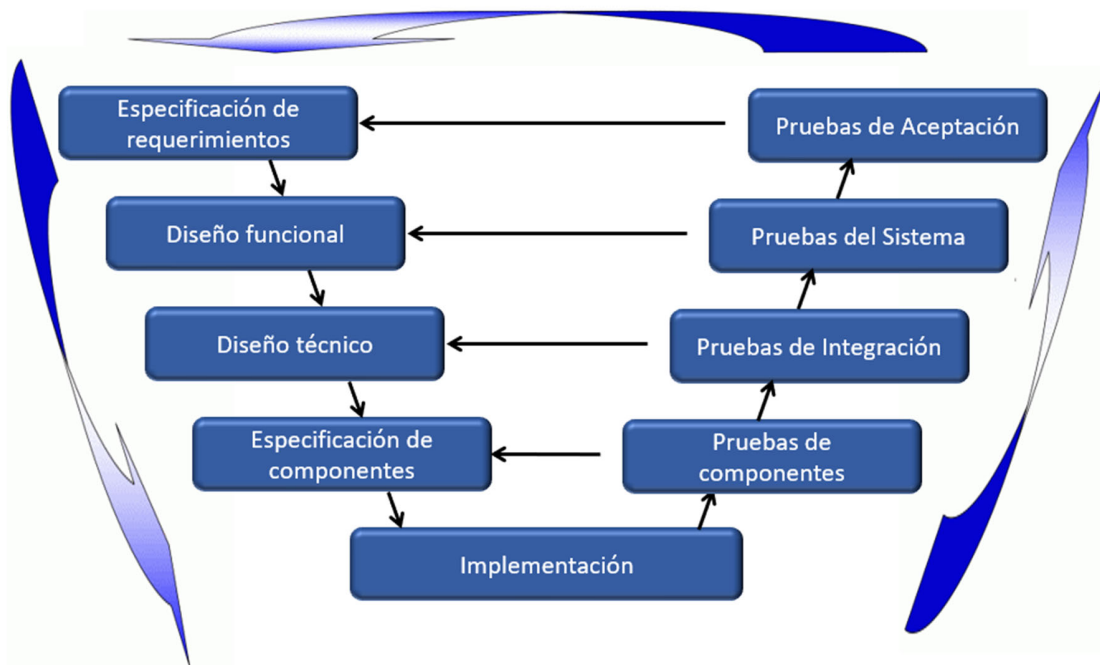 Especificación de
requerimientos
Pruebas de Aceptación
Diseño funcional
Pruebas del Sistema
Diseño técnico
Pruebas de Integración
Especificación de
componentes
Pruebas de
componentes
Implementación